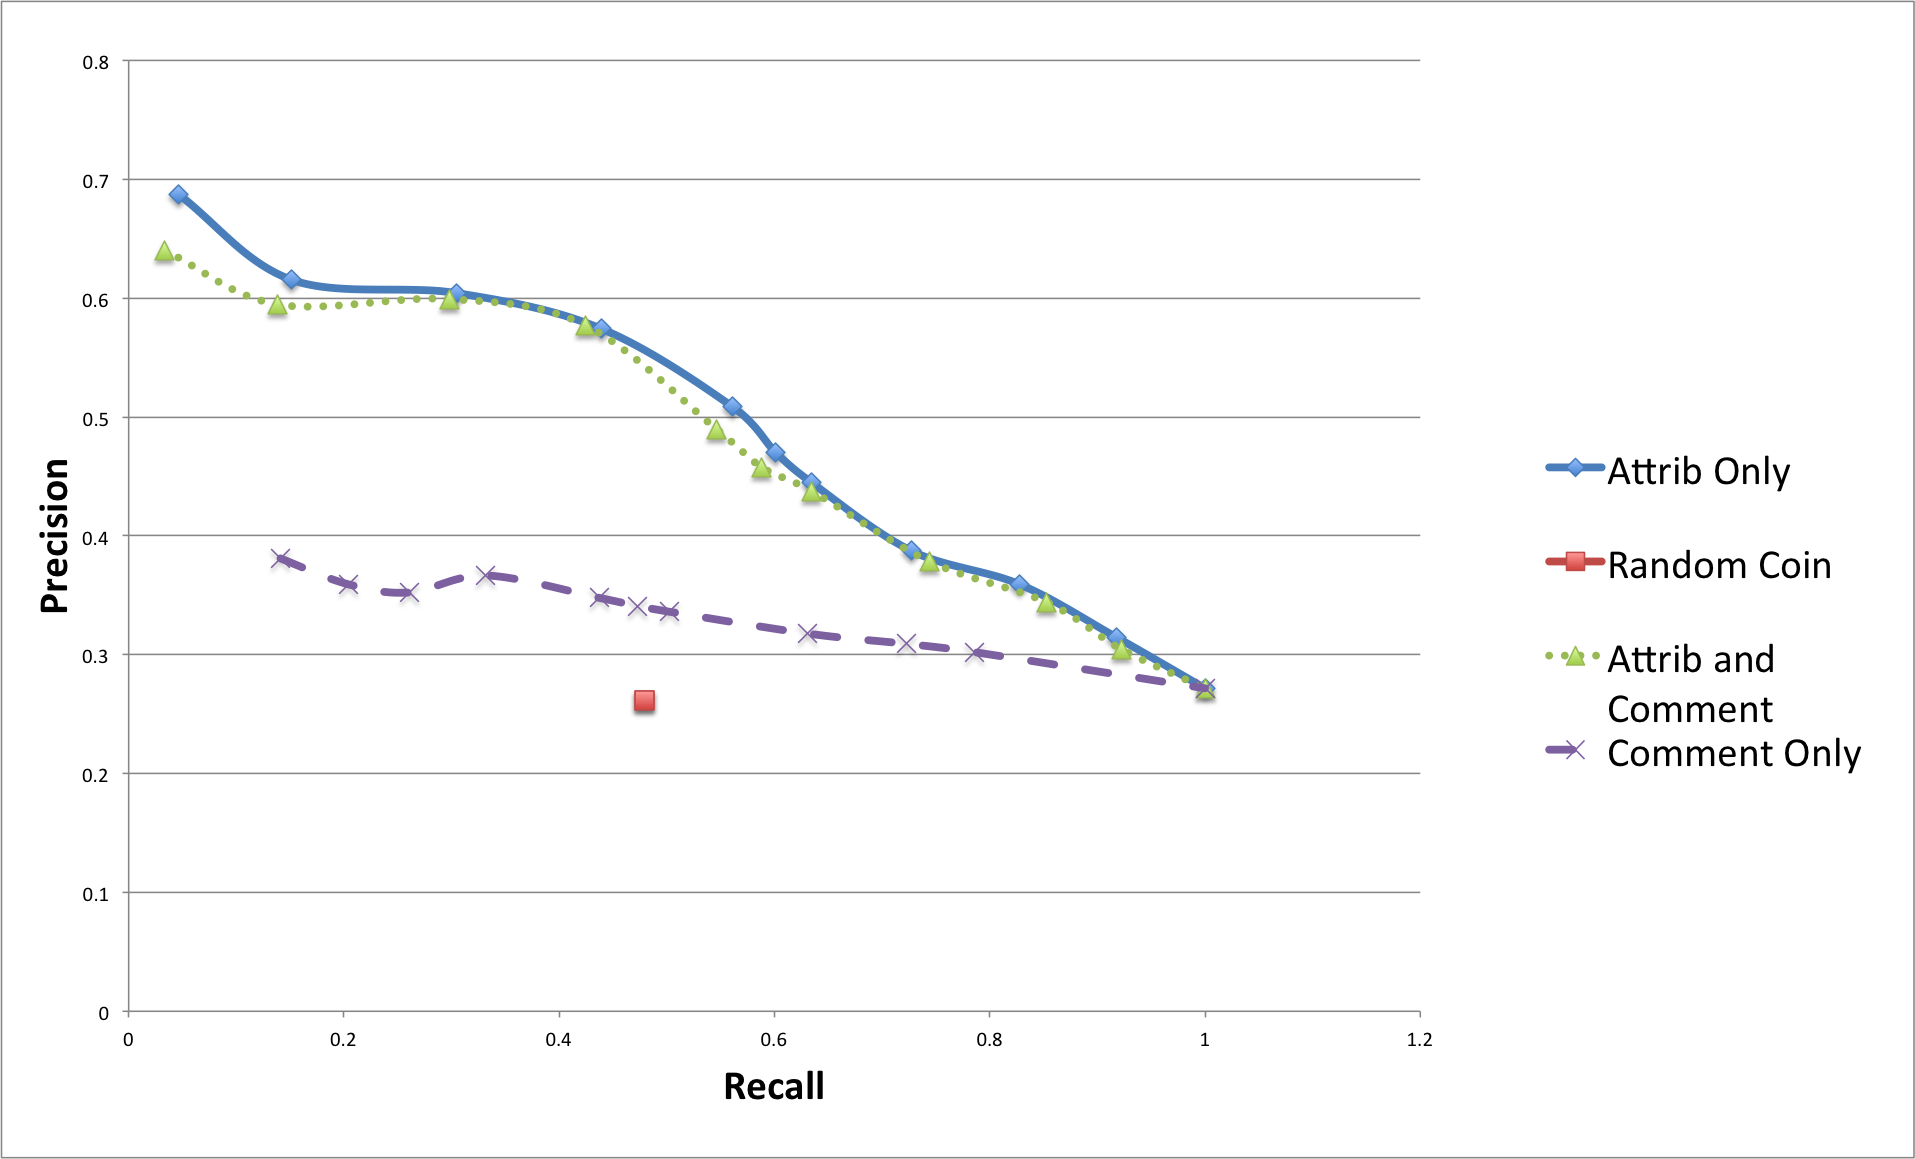 0.8
0.7
0.6
0.5
0.4
0.3
0.2
0.1
0
Precision
0 0.2 0.4 0.6 0.8 1 1.2
Recall
Attrib Only
Random Coin
Attrib and
Comment
Comment Only